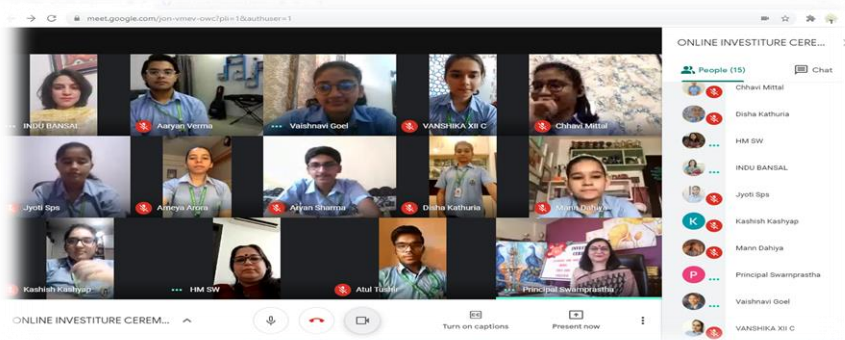 meet.google.com/jon-vmev-owc?pli=1&authuser=1
ONLINE INVESTITURE CERE...
People (15)
Chat
INDU BANSAL
Aaryan Verma
Vaishnavi Goel
VANSHIKA XII C
Chhavi Mittal
Jyoti Sps
Ameya Arora
Aryan Sharma
Disha Kathuria
Mann Dahiya
Kashish Kashyap
HM SW
Atul Tushir
Principal Swarnprastha
Chhavi Mittal
Disha Kathuria
HM SW
INDU BANSAL
Jyoti Sps
K
Kashish Kashyap
Mann Dahiya
P
Principal Swarnprastha
Vaishnavi Goel
VANSHIKA XII C
ONLINE INVESTITURE CEREM...
Turn on captions
Present now